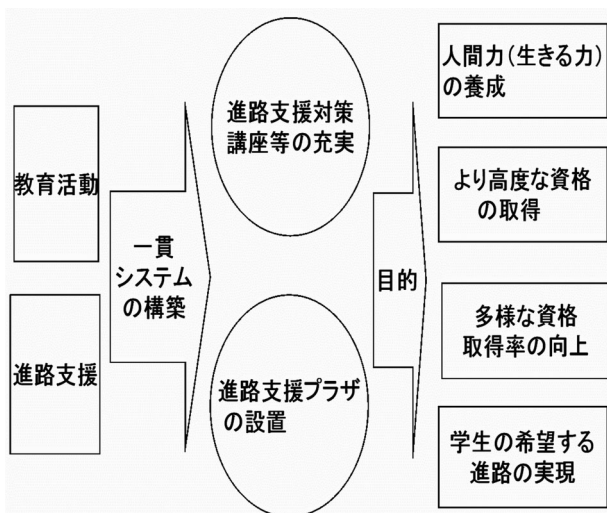 教育活動
進路支援
一貫
システム
の構築
進路支援対策
講座等の充実
進路支援プラザ
の設置
目的
人間力(生きる力)
の養成
より高度な資格
の取得
多様な資格
取得率の向上
学生の希望する
進路の実現